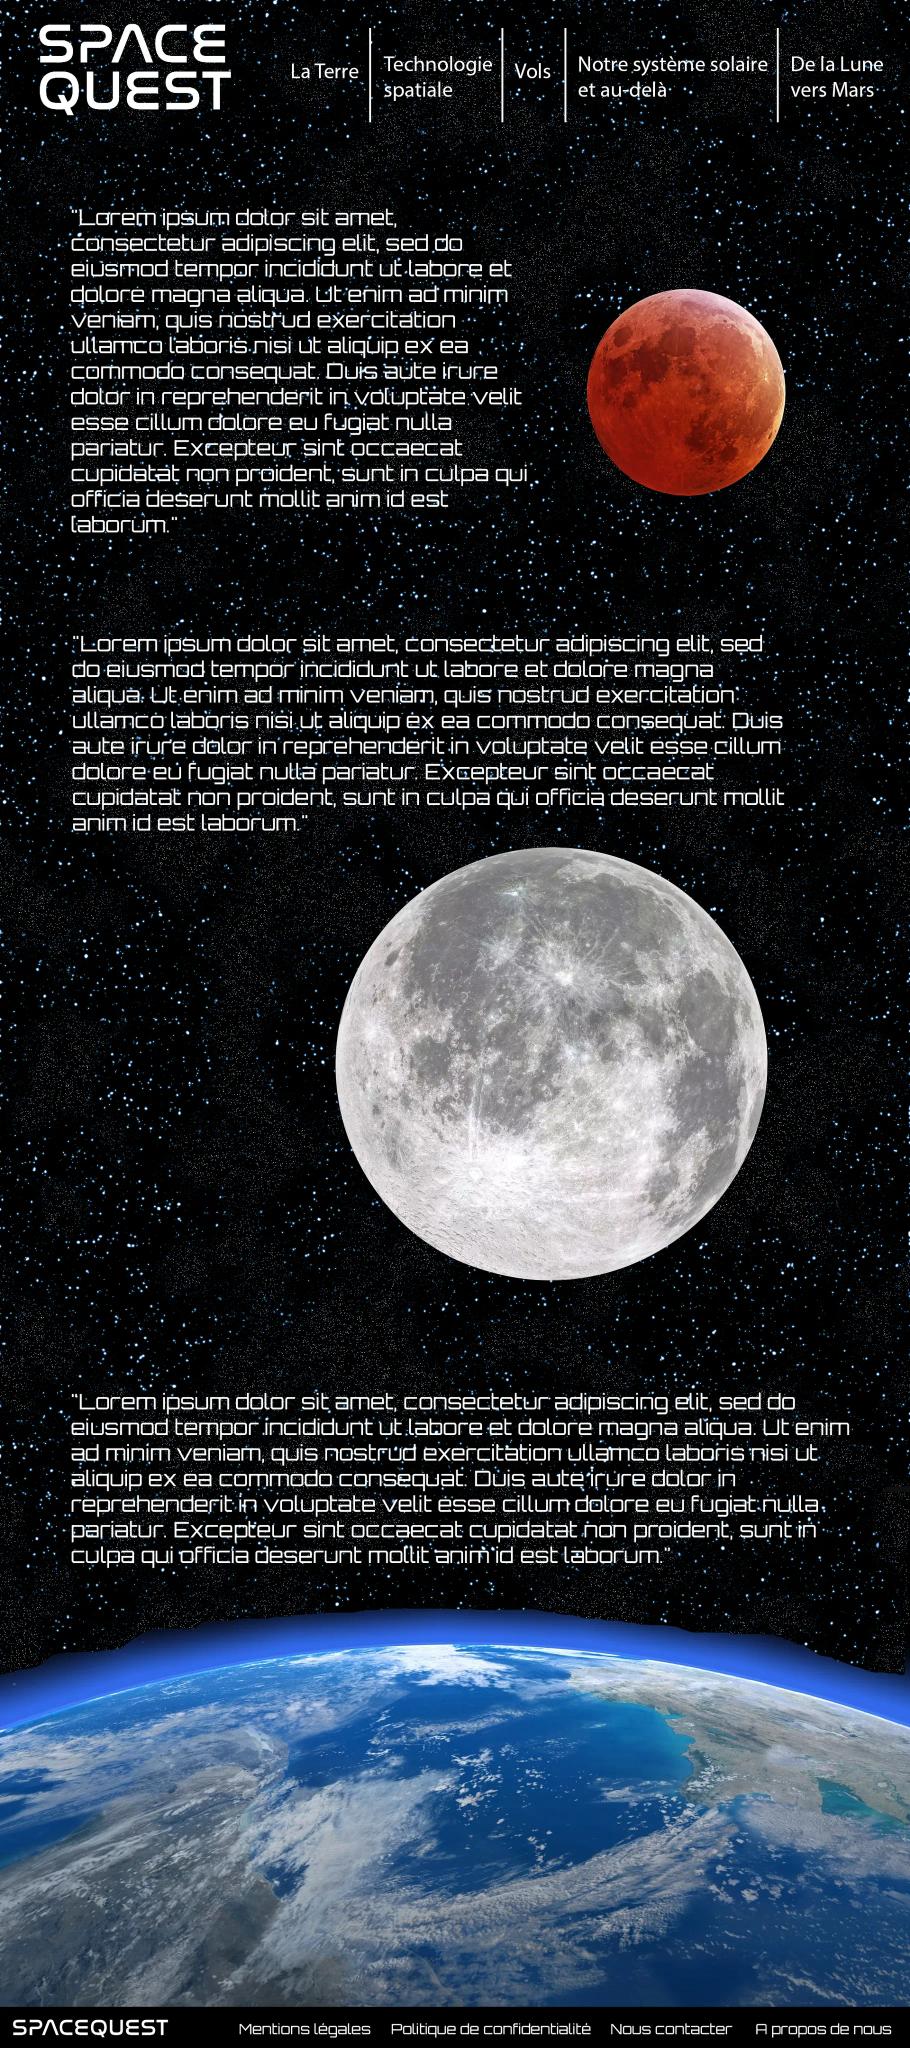 SPACE
QUEST
La Terre
Technologie
spatiale
Vols
Notre système solaire
et au-delà
De la Lune
vers Mars
"Lorem ipsum dolor sit amet,
consectetur adipiscing elit, sed do
eiusmod tempor incididunt ut labore et
dolore magna aliqua. Ut enim ad minim
veniam, quis nostrud exercitation
ullamco laboris nisi ut aliquip ex ea
commodo consequat. Duis aute irure
dolor in reprehenderit in voluptate velit
esse cillum dolore eu fugiat nulla
pariatur. Excepteur sint occaecat
cupidatat non proident, sunt in culpa qui
officia deserunt mollit anim id est
laborum."
"Lorem ipsum dolor sit amet, consectetur adipiscing elit, sed
do eiusmod tempor incididunt ut labore et dolore magna
aliqua. Ut enim ad minim veniam, quis nostrud exercitation
ullamco laboris nisi ut aliquip ex ea commodo consequat. Duis
aute irure dolor in reprehenderit in voluptate velit esse cillum
dolore eu fugiat nulla pariatur. Excepteur sint occaecat
cupidatat non proident, sunt in culpa qui officia deserunt mollit
anim id est laborum."
"Lorem ipsum dolor sit amet, consectetur adipiscing elit, sed do
eiusmod tempor incididunt ut labore et dolore magna aliqua. Ut enim
ad minim veniam, quis nostrud exercitation ullamco laboris nisi ut
aliquip ex ea commodo consequat. Duis aute irure dolor in
reprehenderit in voluptate velit esse cillum dolore eu fugiat nulla
pariatur. Excepteur sint occaecat cupidatat non proident, sunt in
culpa qui officia deserunt mollit anim id est laborum."
SPACEQUEST
Mentions légales
Politique de confidentialité
Nous contacter
A propos de nous